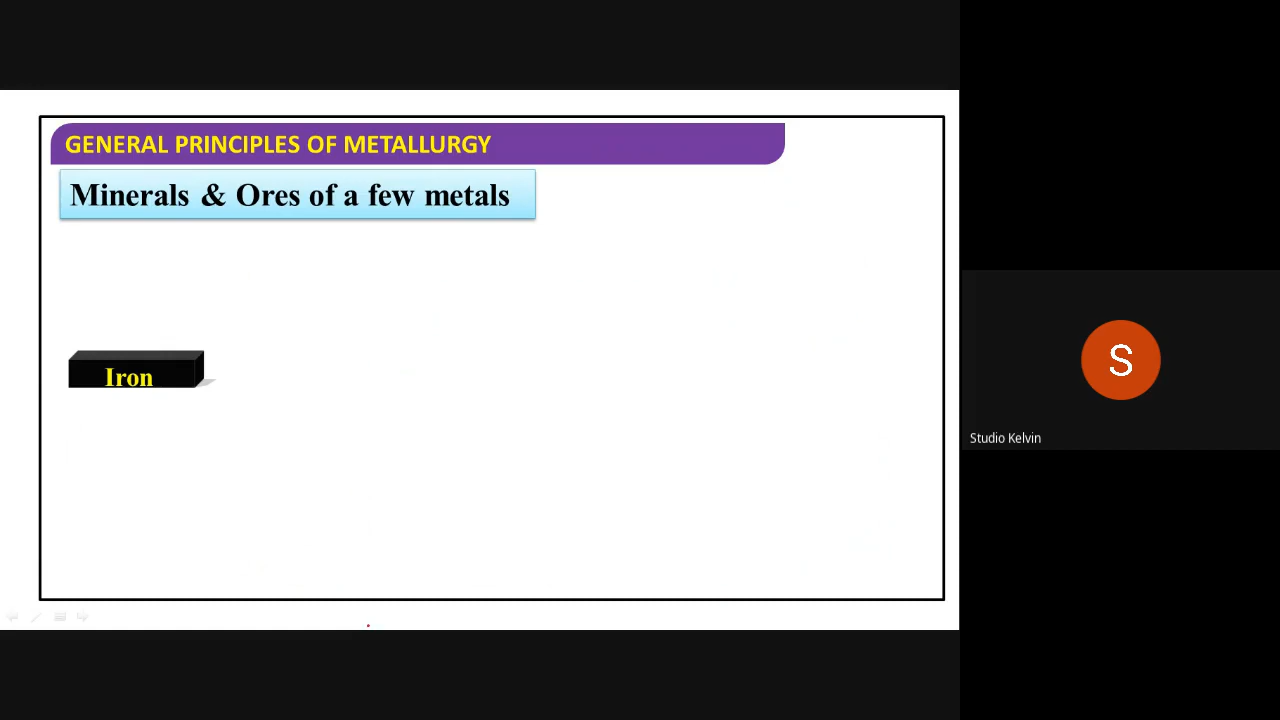 GENERAL PRINCIPLES OF METALLURGY
Minerals & Ores of a few metals
Iron
S
Studio Kelvin